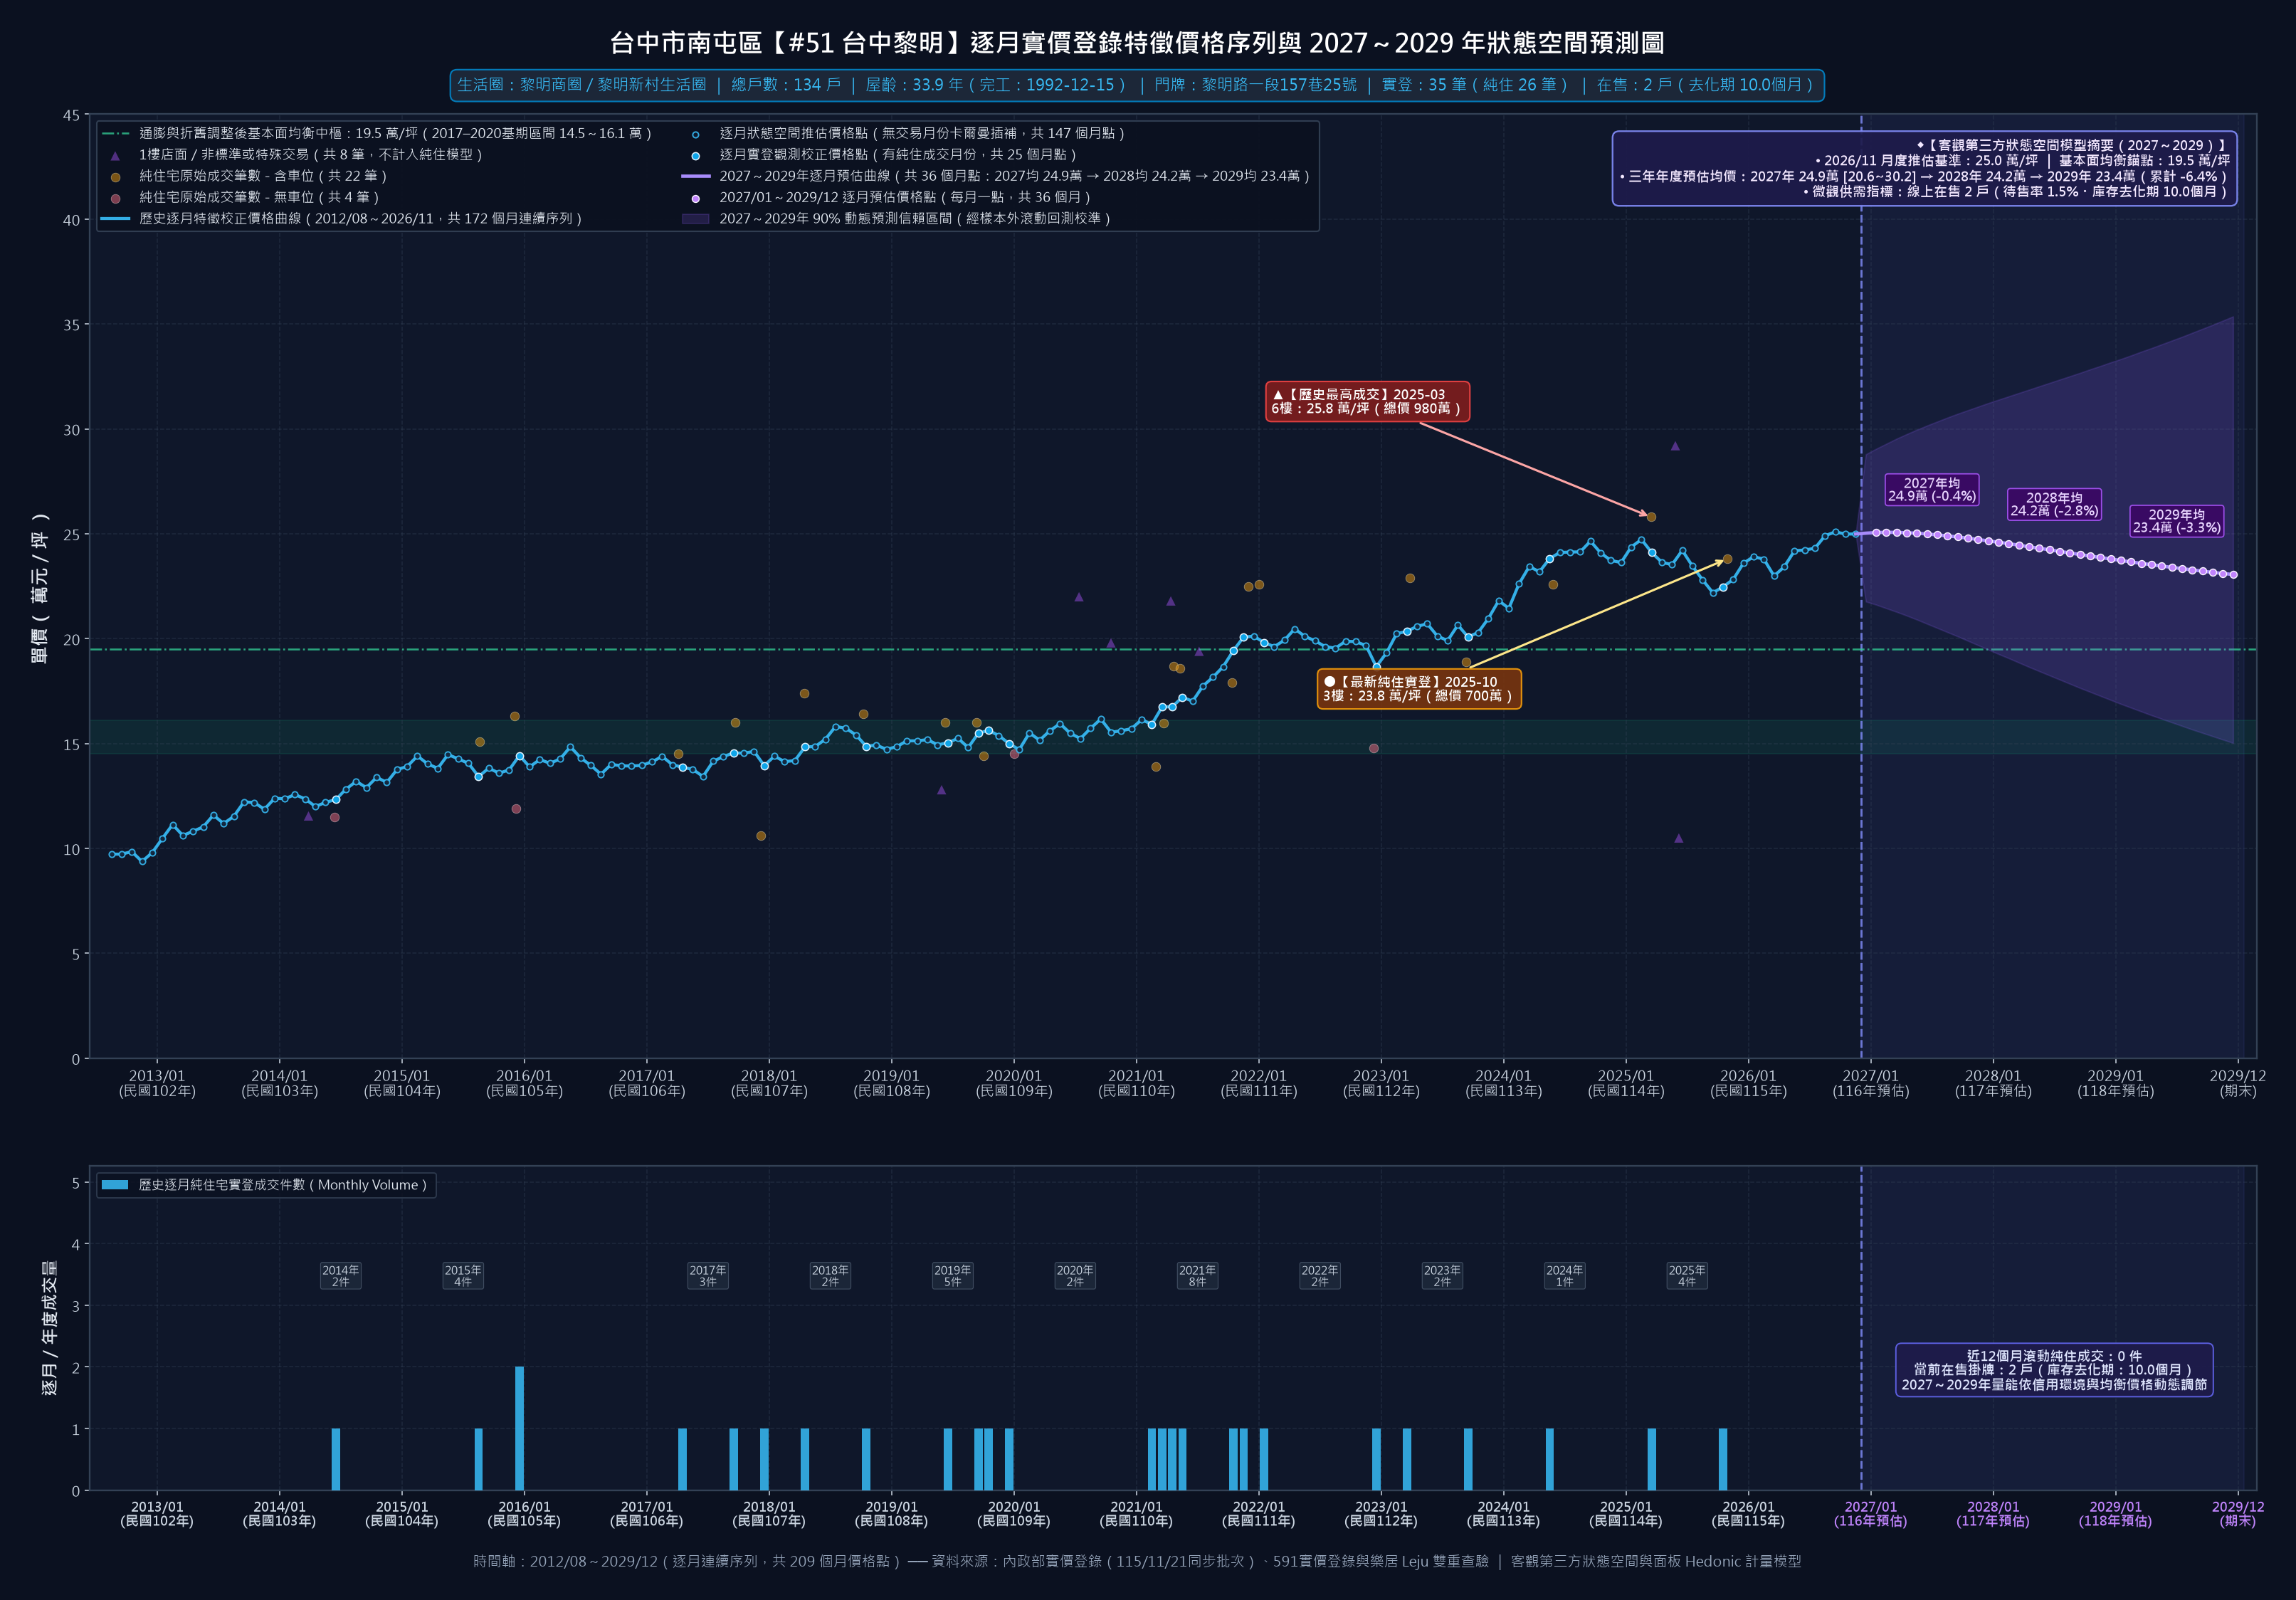 台中市南屯區【#51 台中黎明】逐月實價登錄特徵價格序列與 2027～2029 年狀態空間預測圖
生活圈：黎明商圈 / 黎明新村生活圈 | 總戶數：134 戶 | 屋齡：33.9 年 ( 完工：1992-12-15 ) | 門牌：黎明路一段157巷25號 | 實登：35 筆 ( 純住 26 筆 ) | 在售：2 戶 ( 去化期 10.0個月 )
通膨與折舊調整後基本面均衡中樞：19.5 萬/坪 ( 2017–2020基期區間 14.5～16.1 萬 )
1樓店面 / 非標準或特殊交易 ( 共 8 筆，不計入純住模型 )
純住宅原始成交筆數 - 含車位 ( 共 22 筆 )
純住宅原始成交筆數 - 無車位 ( 共 4 筆 )
歷史逐月特徵校正價格曲線 ( 2012/08～2026/11，共 172 個月連續序列 )
逐月狀態空間推估價格點 ( 無交易月份卡爾曼插補，共 147 個月點 )
逐月實登觀測校正價格點 ( 有純住成交月份，共 25 個月點 )
2027～2029年逐月預估曲線 ( 共 36 個月點：2027均 24.9萬 → 2028均 24.2萬 → 2029均 23.4萬 )
2027/01～2029/12 逐月預估價格點 ( 每月一點，共 36 個月 )
2027～2029年 90% 動態預測信賴區間 ( 經樣本外滾動回測校準 )
◆【 客觀第三方狀態空間模型摘要 ( 2027～2029 ) 】
• 2026/11 月度推估基準：25.0 萬/坪 | 基本面均衡錨點：19.5 萬/坪
• 三年年度預估均價：2027年 24.9萬 [20.6~30.2] → 2028年 24.2萬 → 2029年 23.4萬 ( 累計 -6.4% )
• 微觀供需指標：線上在售 2 戶 ( 待售率 1.5%．庫存去化期 10.0個月 )
單價 ( 萬元 / 坪 )
45
40
35
30
25
20
15
10
5
0
▲【歷史最高成交】2025-03
6樓：25.8 萬/坪 ( 總價 980萬 )
●【最新純住實登】2025-10
3樓：23.8 萬/坪 ( 總價 700萬 )
2027年均
24.9萬 (-0.4%)
2028年均
24.2萬 (-2.8%)
2029年均
23.4萬 (-3.3%)
2013/01 2014/01 2015/01 2016/01 2017/01 2018/01 2019/01 2020/01 2021/01 2022/01 2023/01 2024/01 2025/01 2026/01 2027/01 2028/01 2029/01 2029/12
(民國102年) (民國103年) (民國104年) (民國105年) (民國106年) (民國107年) (民國108年) (民國109年) (民國110年) (民國111年) (民國112年) (民國113年) (民國114年) (民國115年) (116年預估) (117年預估) (118年預估) (期末)
歷史逐月純住宅實登成交件數 ( Monthly Volume )
逐月 / 年度成交量
5
4
3
2
1
0
2014年 2015年 2017年 2018年 2019年 2020年 2021年 2022年 2023年 2024年 2025年
2件 4件 3件 2件 5件 2件 8件 2件 2件 1件 4件
近12個月滾動純住成交：0 件
當前在售掛牌：2 戶 ( 庫存去化期：10.0個月 )
2027～2029年量能依信用環境與均衡價格動態調節
2013/01 2014/01 2015/01 2016/01 2017/01 2018/01 2019/01 2020/01 2021/01 2022/01 2023/01 2024/01 2025/01 2026/01 2027/01 2028/01 2029/01 2029/12
(民國102年) (民國103年) (民國104年) (民國105年) (民國106年) (民國107年) (民國108年) (民國109年) (民國110年) (民國111年) (民國112年) (民國113年) (民國114年) (民國115年) (116年預估) (117年預估) (118年預估) (期末)
時間軸：2012/08～2029/12 ( 逐月連續序列，共 209 個月價格點 ) ── 資料來源：內政部實價登錄 ( 115/11/21同步批次 ) 、591實價登錄與樂居 Leju 雙重查驗 | 客觀第三方狀態空間與面板 Hedonic 計量模型